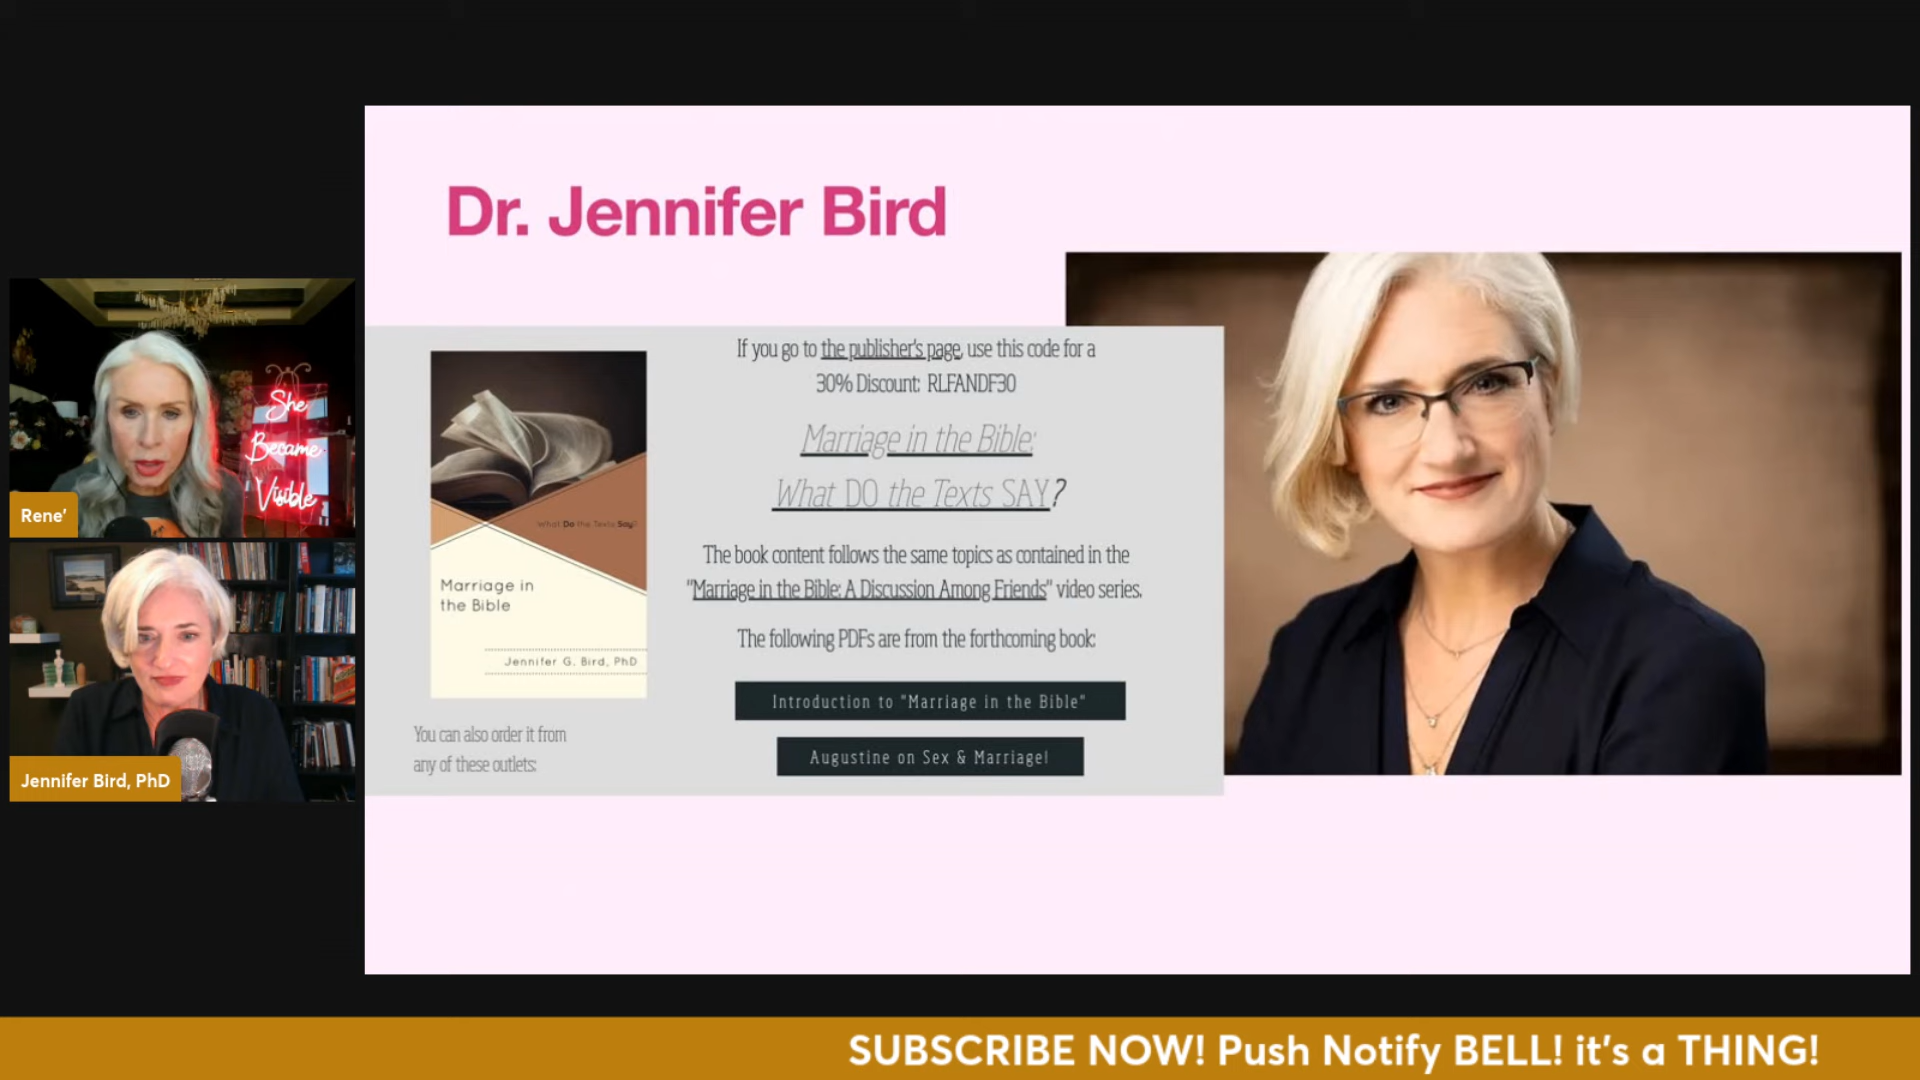 Dr. Jennifer Bird
If you go to the publisher's page, use this code for a
30% Discount: RLFANDF30
Marriage in the Bible:
What DO the Texts SAY?
The book content follows the same topics as contained in the
"Marriage in the Bible: A Discussion Among Friends" video series.
The following PDFs are from the forthcoming book:
Introduction to "Marriage in the Bible"
Augustine on Sex & Marriage!
What Do the Texts Say?
Marriage in
the Bible
Jennifer G. Bird, PhD
You can also order it from
any of these outlets:
She
Became
Visible
Rene'
Jennifer Bird, PhD
SUBSCRIBE NOW! Push Notify BELL! it's a THING!